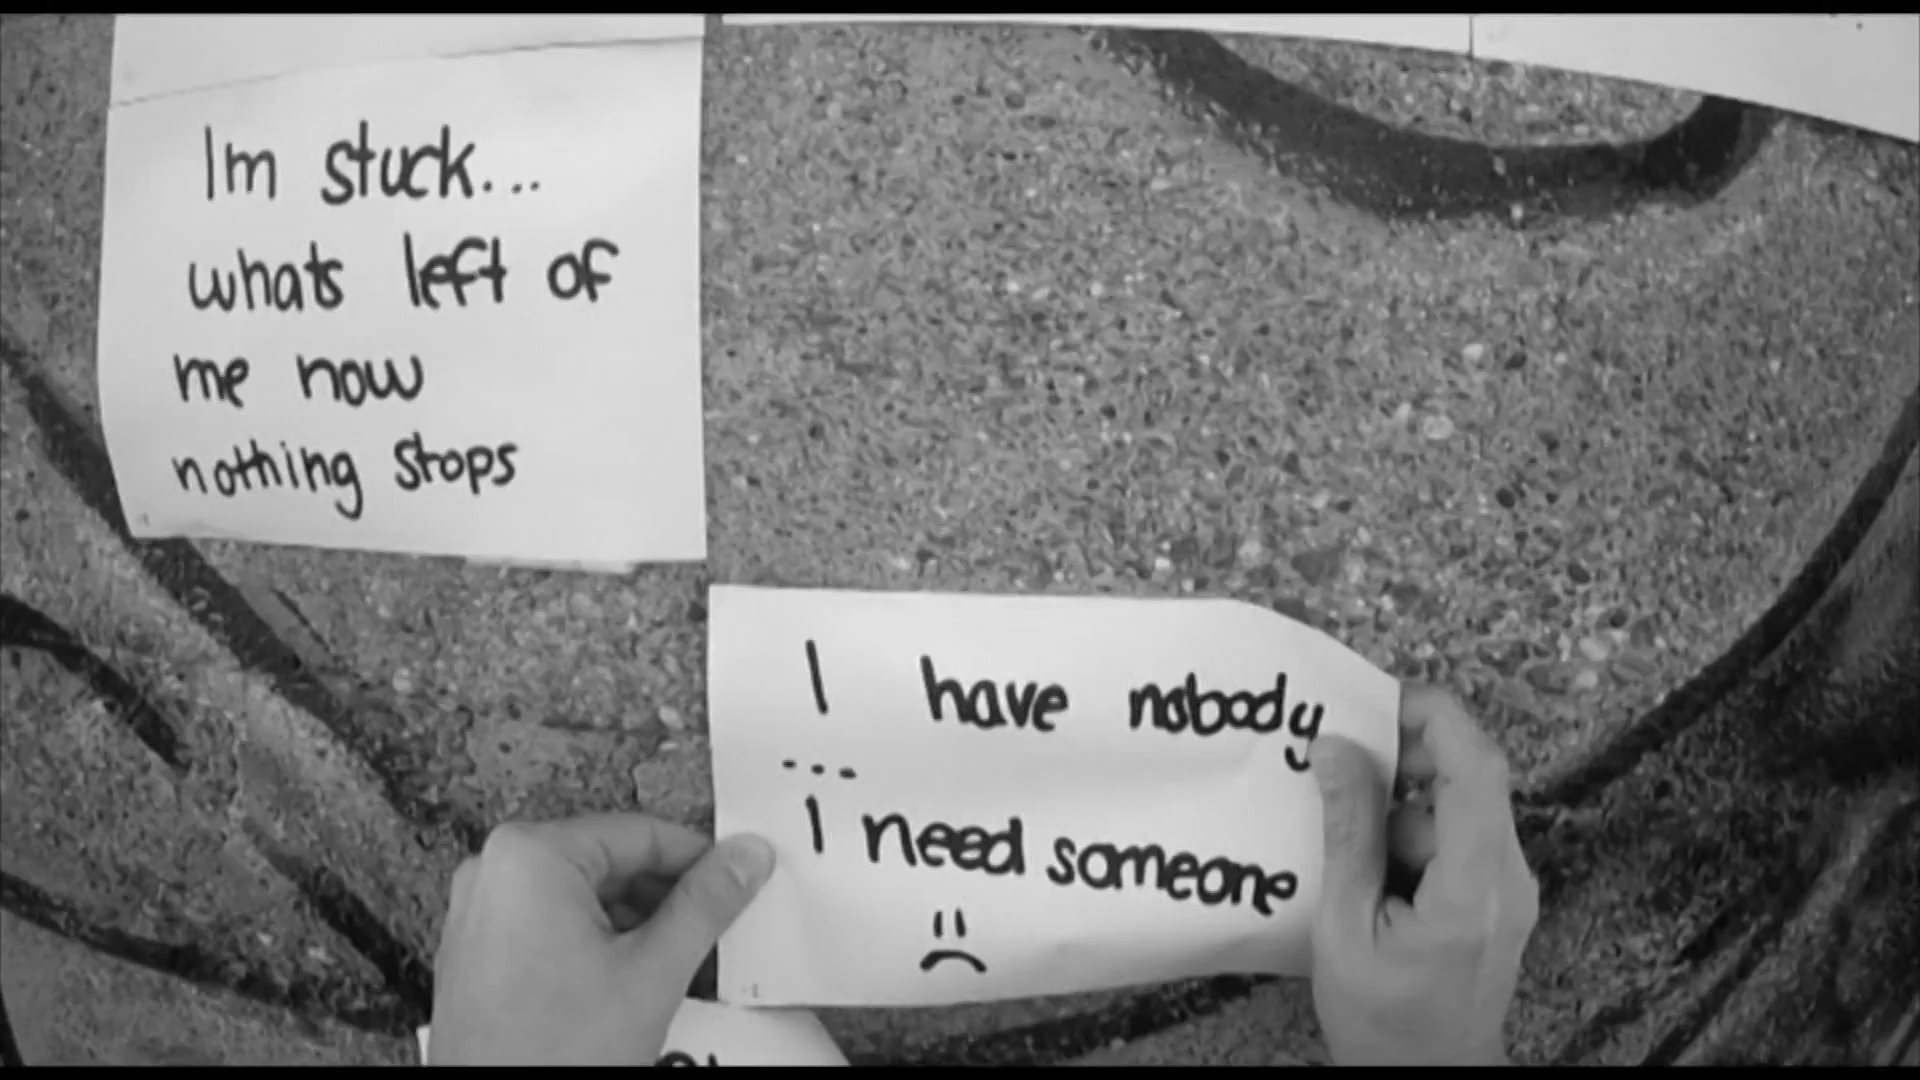 Im stuck...
whats left of
me now
nothing stops
I have nobody
...
I need someone